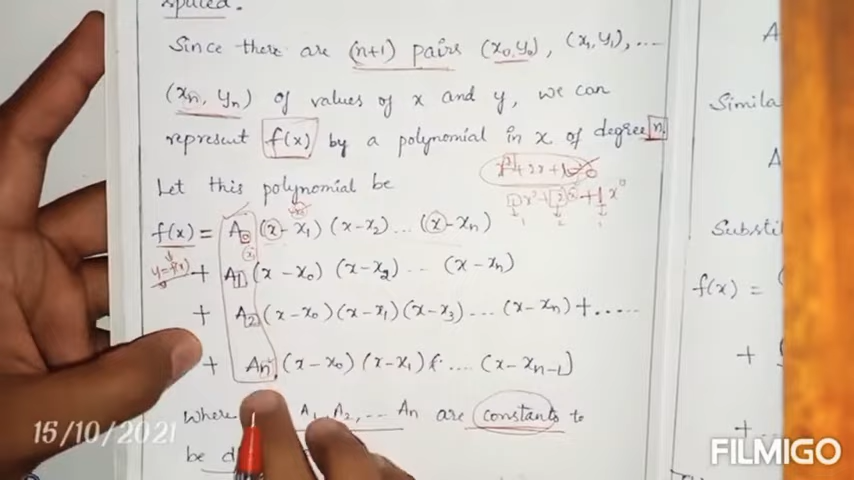 spaced.
Since there are (n+1) pairs (x₀,y₀), (x₁,y₁), ....
(xₙ, yₙ) of values of x and y, we can
represent f(x) by a polynomial in x of degree n.
Let this polynomial be
f(x) = A₀ (x - x₁) (x - x₂) ... (x - xₙ)
y = f(x)
+ A₁ (x - x₀) (x - x₂) .. (x - xₙ)
+ A₂ (x - x₀) (x - x₁) (x - x₃) ... (x - xₙ) + .....
+ Aₙ (x - x₀) (x - x₁) ( .... (x - xₙ₋₁)
Where A₁, A₂, ... Aₙ are constants to
be d
A
Simila
A
Substi
f(x) =
+
+
15/10/2021
FILMIGO